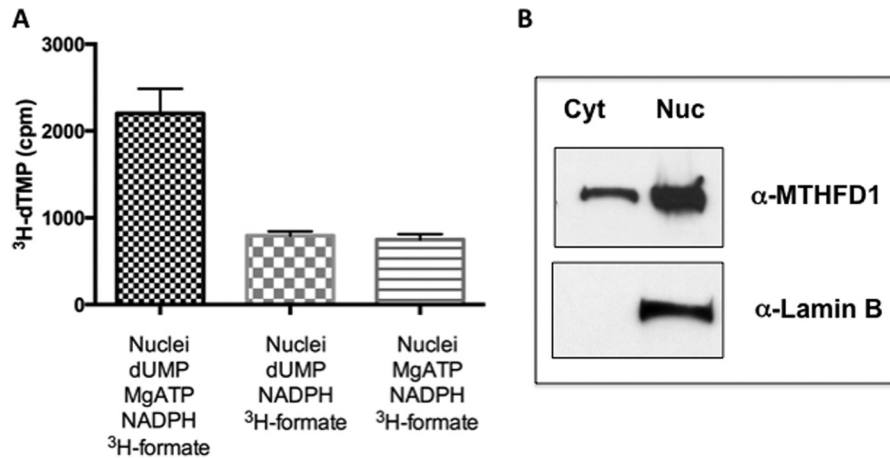 A
3000
2000
1000
0
³H-dTMP (cpm)
Nuclei
dUMP
MgATP
NADPH
³H-formate
Nuclei
dUMP
NADPH
³H-formate
Nuclei
MgATP
NADPH
³H-formate
B
Cyt Nuc
α-MTHFD1
α-Lamin B